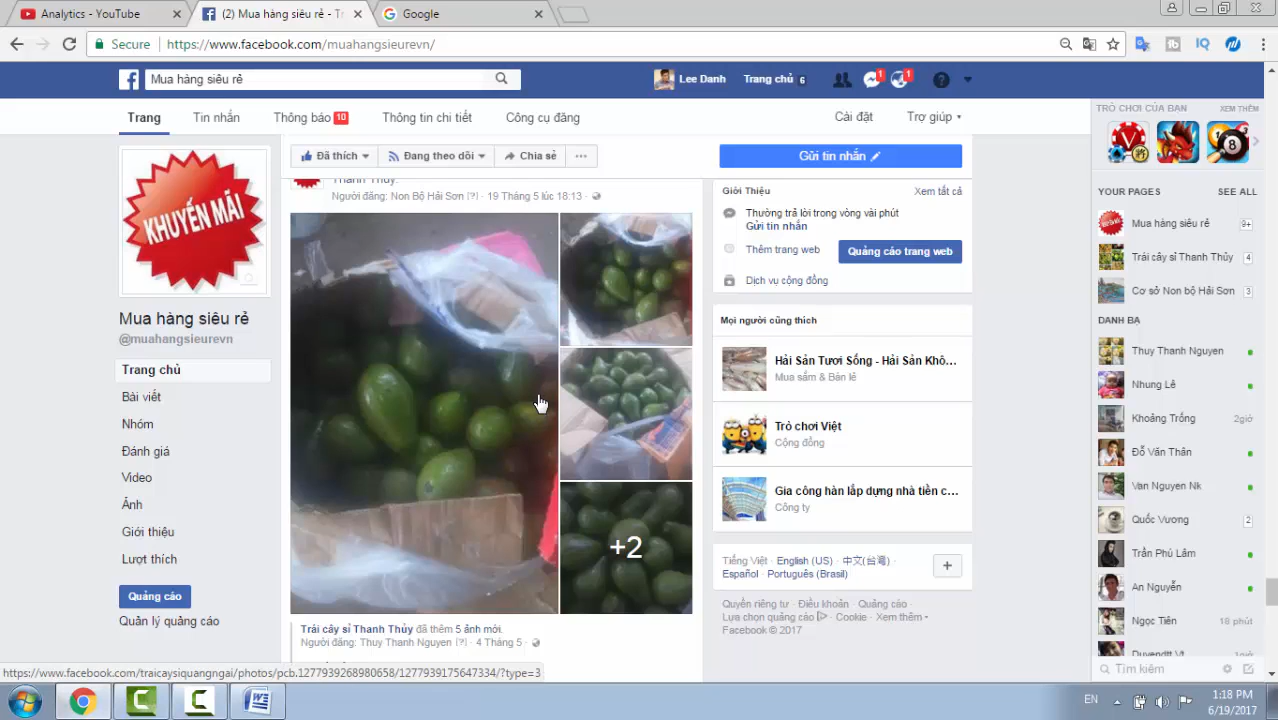 Analytics - YouTube
(2) Mua hàng siêu rẻ - Tr
Google
Secure
https://www.facebook.com/muahangsieurevn/
Mua hàng siêu rẻ
Lee Danh
Trang chủ 6
1
1
TRÒ CHƠI CỦA BẠN
XEM THÊM
Trang
Tin nhắn
Thông báo 10
Thông tin chi tiết
Công cụ đăng
Cài đặt
Trợ giúp
Đã thích
Đang theo dõi
Chia sẻ
Gửi tin nhắn
KHUYẾN MÃI
Mua hàng siêu rẻ
@muahangsieurevn
Trang chủ
Bài viết
Nhóm
Đánh giá
Video
Ảnh
Giới thiệu
Lượt thích
Quảng cáo
Quản lý quảng cáo
Thanh Thủy.
Người đăng: Non Bộ Hải Sơn [?] · 19 Tháng 5 lúc 18:13 ·
+2
Trái cây sỉ Thanh Thủy đã thêm 5 ảnh mới.
Người đăng: Thuy Thanh Nguyen [?] · 4 Tháng 5 ·
Giới Thiệu
Xem tất cả
Thường trả lời trong vòng vài phút
Gửi tin nhắn
Thêm trang web
Quảng cáo trang web
Dịch vụ cộng đồng
Mọi người cũng thích
Hải Sản Tươi Sống - Hải Sản Khô...
Mua sắm & Bán lẻ
Trò chơi Việt
Cộng đồng
Gia công hàn lắp dựng nhà tiền c...
Công ty
Tiếng Việt · English (US) · 中文(台灣) ·
Español · Português (Brasil)
Quyền riêng tư · Điều khoản · Quảng cáo ·
Lựa chọn quảng cáo · Cookie · Xem thêm
Facebook © 2017
YOUR PAGES
SEE ALL
Mua hàng siêu rẻ 9+
Trái cây sỉ Thanh Thủy 4
Cơ sở Non bộ Hải Sơn 3
DANH BẠ
Thuy Thanh Nguyen
Nhung Lê
Khoảng Trống 2giờ
Đỗ Văn Thân
Van Nguyen Nk
Quốc Vương 2
Trần Phú Lâm
An Nguyễn
Ngọc Tiên 18 phút
Tìm kiếm
https://www.facebook.com/traicaysiquangngai/photos/pcb.1277939268980658/1277939175647334/?type=3
EN
1:18 PM
6/19/2017